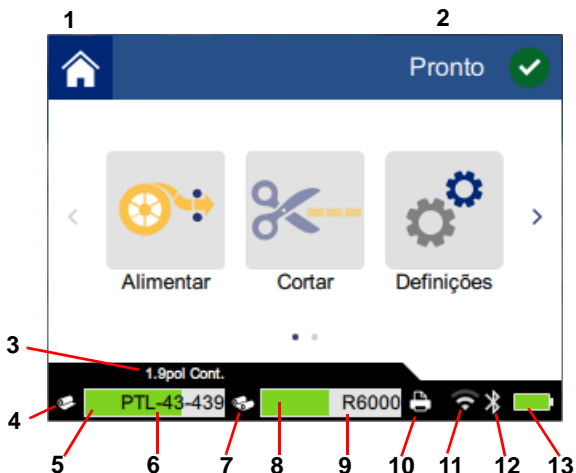 1 2
Pronto
Alimentar Cortar Definições
3
1.9pol Cont.
4 PTL-43-439 R6000
5 6 7 8 9 10 11 12 13